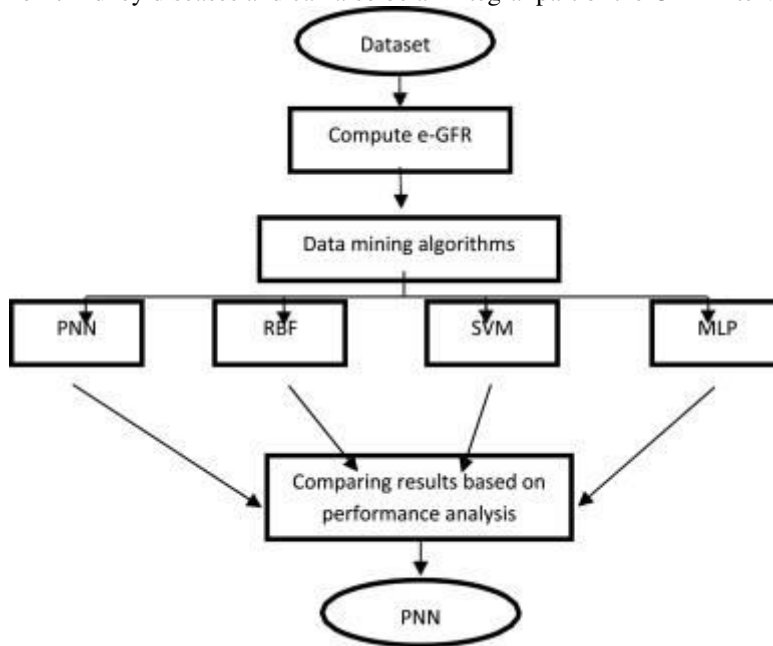 Dataset
Compute e-GFR
Data mining algorithms
PNN RBF SVM MLP
Comparing results based on
performance analysis
PNN